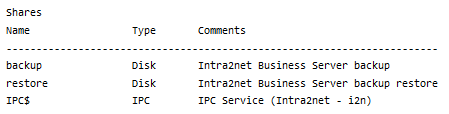 Shares
Name Type Comments
----------------------------------------------------------------------
backup Disk Intra2net Business Server backup
restore Disk Intra2net Business Server backup restore
IPC$ IPC IPC Service (Intra2net - i2n)